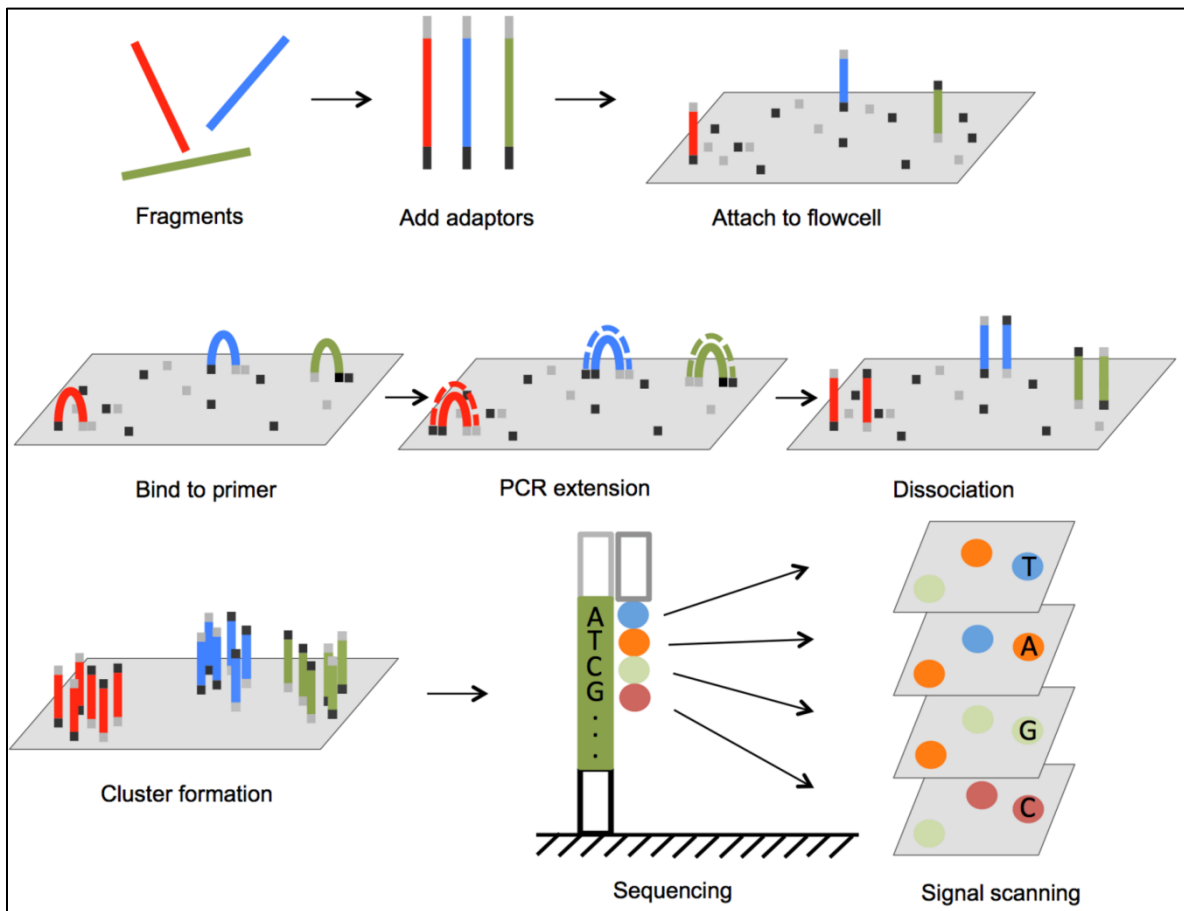 Fragments
Add adaptors
Attach to flowcell
Bind to primer
PCR extension
Dissociation
Cluster formation
A
T
C
G
.
.
.
Sequencing
T
A
G
C
Signal scanning